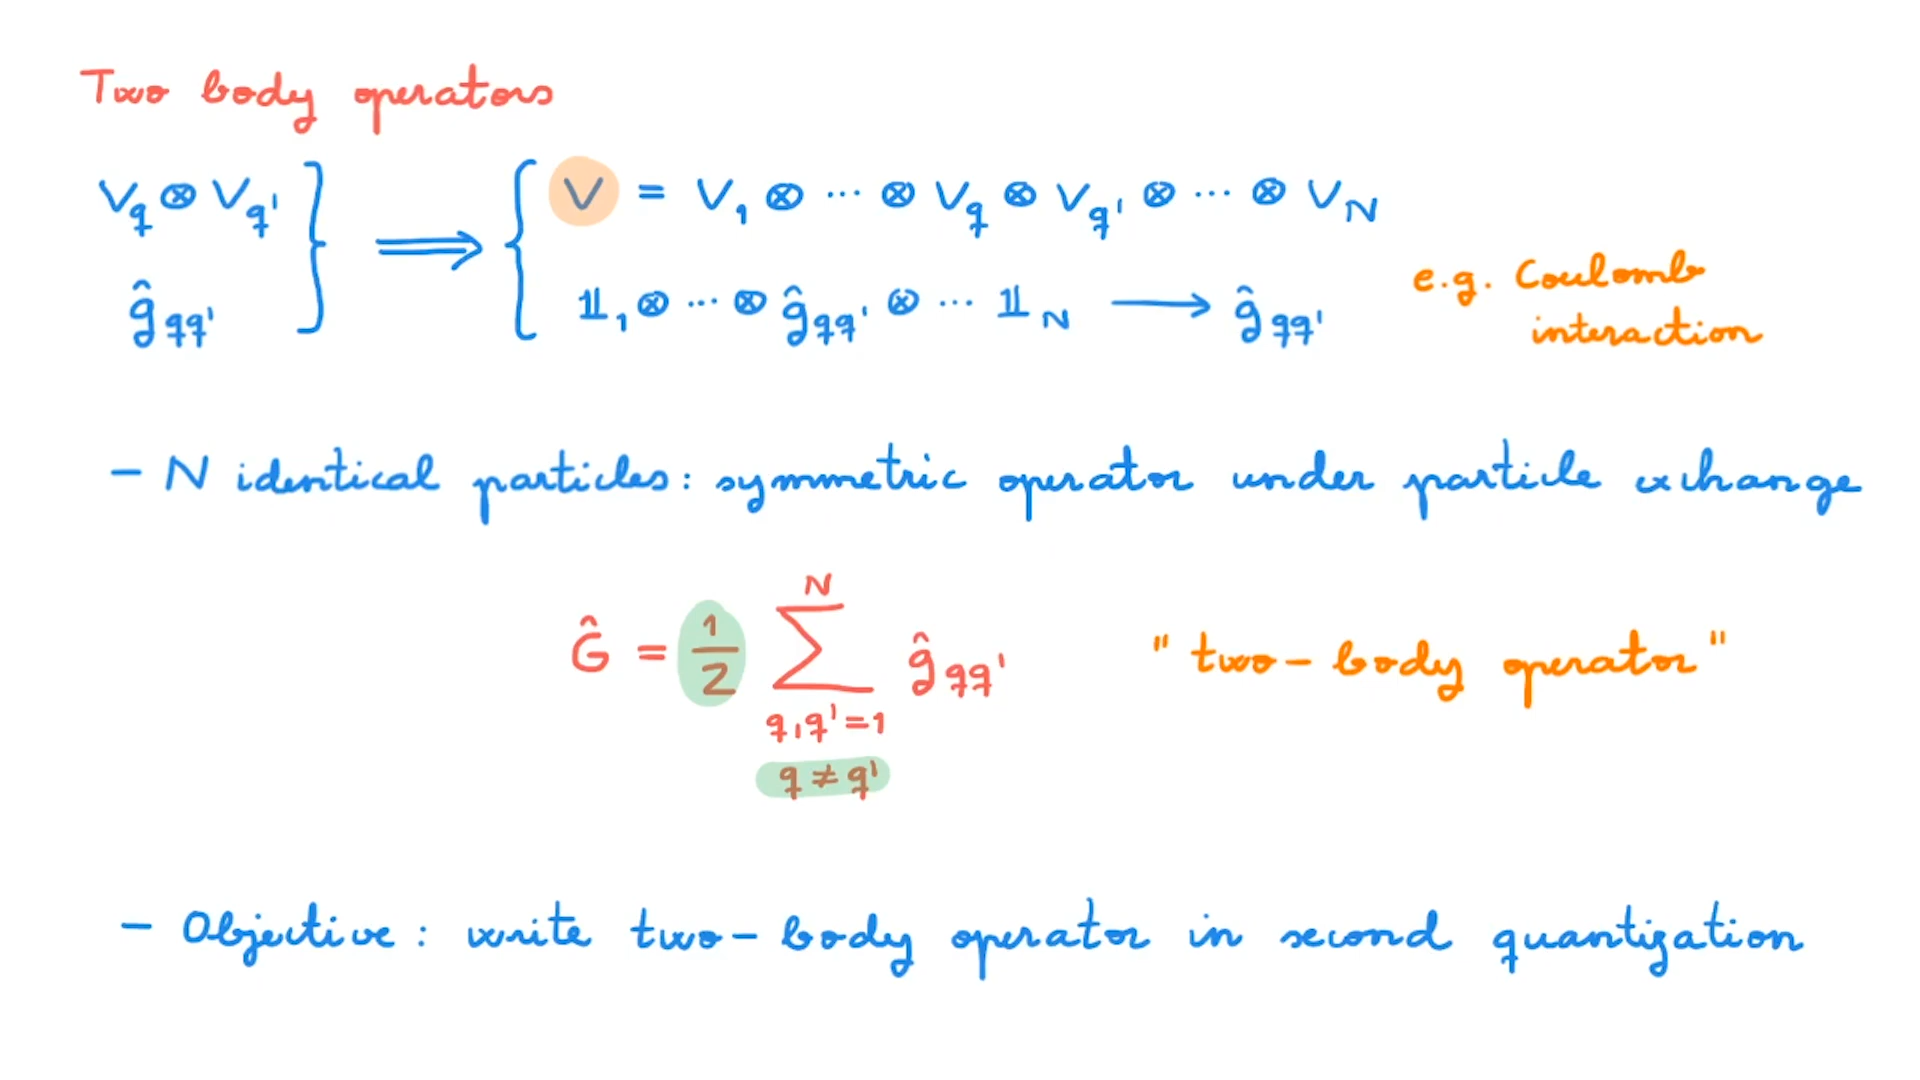 Two body operators
V_q ⊗ V_q' } ⟹ { V = V_1 ⊗ ... ⊗ V_q ⊗ V_q' ⊗ ... ⊗ V_N
ĝ_qq' 𝟙_1 ⊗ ... ⊗ ĝ_qq' ⊗ ... 𝟙_N ⟶ ĝ_qq'
e.g. Coulomb
interaction
- N identical particles: symmetric operator under particle exchange
Ĝ = 1/2 ∑_{q,q'=1, q≠q'}^{N} ĝ_qq' "two-body operator"
- Objective: write two-body operator in second quantization